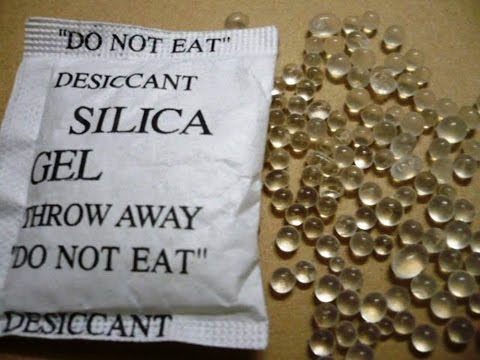 "DO NOT EAT"
DESICCANT
SILICA
GEL
THROW AWAY
"DO NOT EAT"
DESICCANT